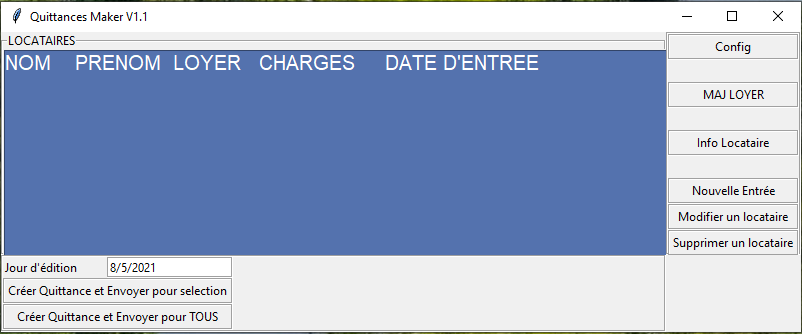 Quittances Maker V1.1
LOCATAIRES
NOM PRENOM LOYER CHARGES DATE D'ENTREE
Config
MAJ LOYER
Info Locataire
Nouvelle Entrée
Modifier un locataire
Supprimer un locataire
Jour d'édition 8/5/2021
Créer Quittance et Envoyer pour selection
Créer Quittance et Envoyer pour TOUS